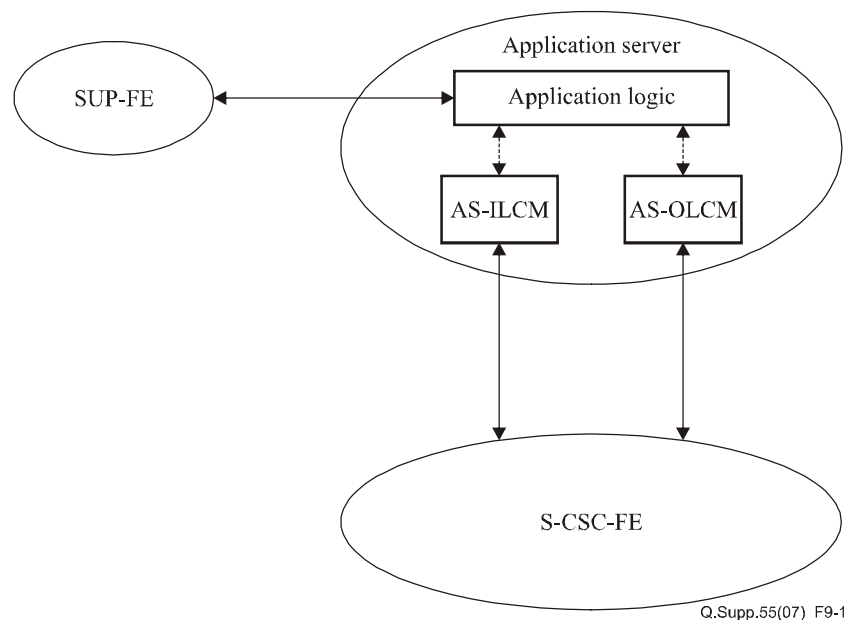 Application server
SUP-FE
Application logic
AS-ILCM
AS-OLCM
S-CSC-FE
Q.Supp.55(07) F9-1